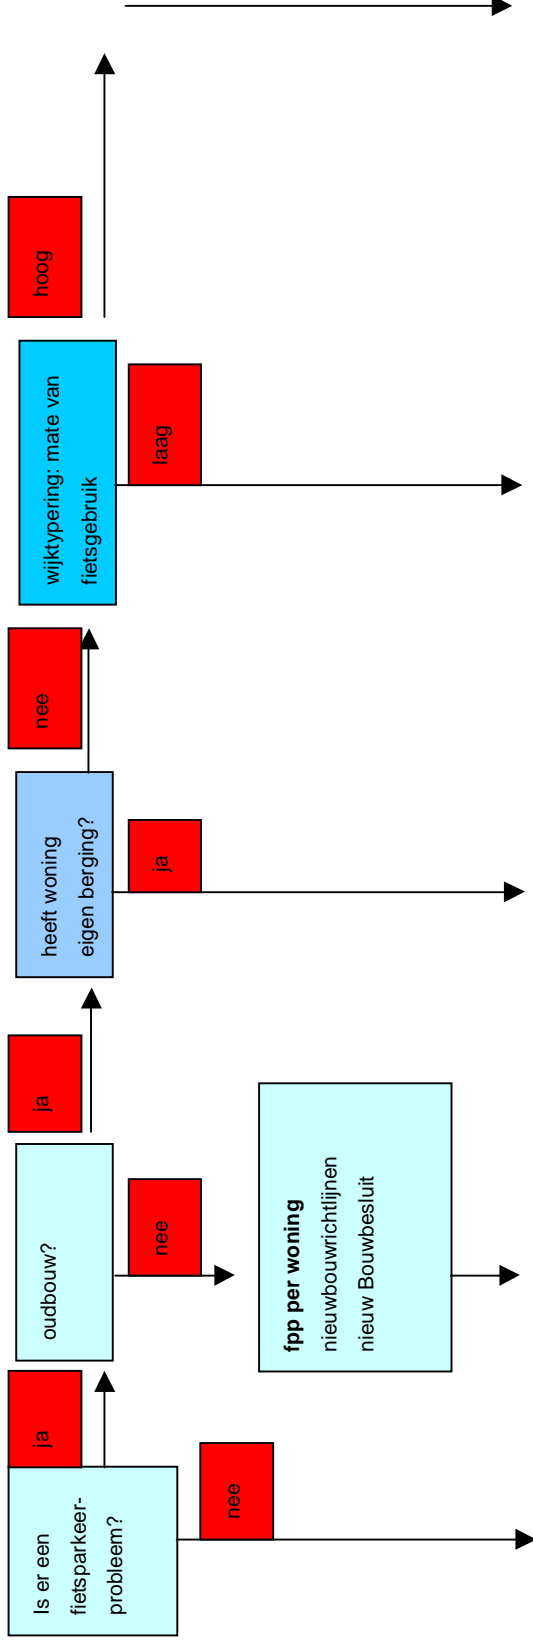 Is er een
fietsparkeer-
probleem?
ja
nee
oudbouw?
ja
nee
fpp per woning
nieuwbouwrichtlijnen
nieuw Bouwbesluit
heeft woning
eigen berging?
nee
ja
wijktypering: mate van
fietsgebruik
hoog
laag